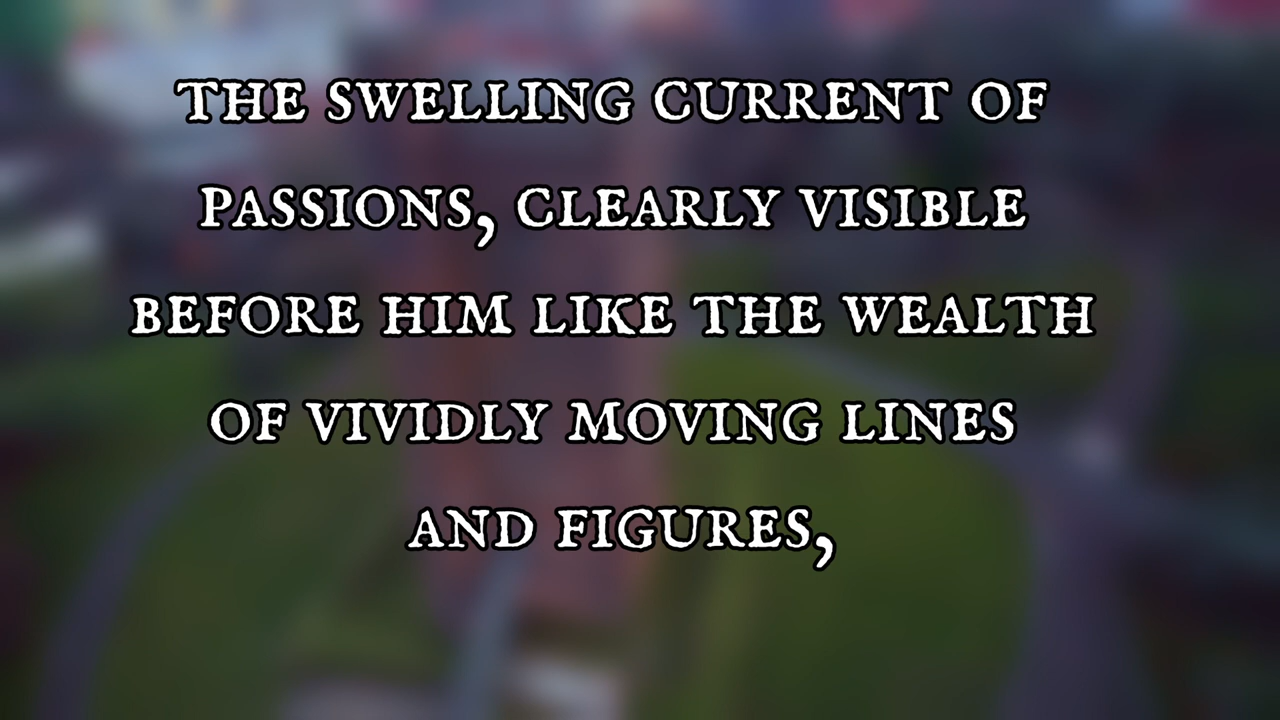 THE SWELLING CURRENT OF
PASSIONS, CLEARLY VISIBLE
BEFORE HIM LIKE THE WEALTH
OF VIVIDLY MOVING LINES
AND FIGURES,